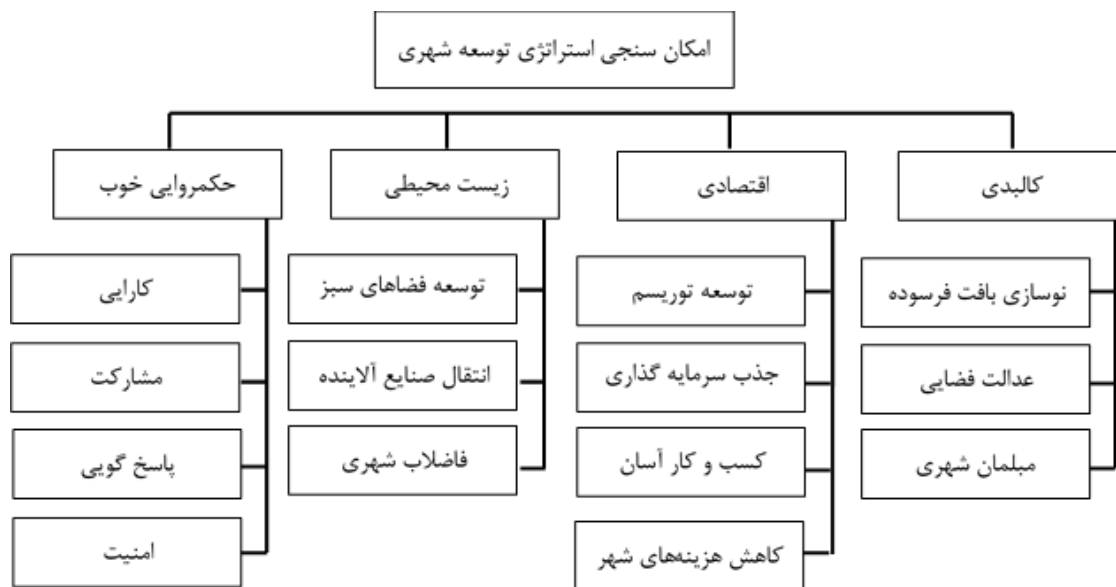 امکان سنجی استراتژی توسعه شهری
کالبدی
نوسازی بافت فرسوده
عدالت فضایی
مبلمان شهری
اقتصادی
توسعه توریسم
جذب سرمایه گذاری
کسب و کار آسان
کاهش هزینه‌های شهر
زیست محیطی
توسعه فضاهای سبز
انتقال صنایع آلاینده
فاضلاب شهری
حکمروایی خوب
کارایی
مشارکت
پاسخ گویی
امنیت